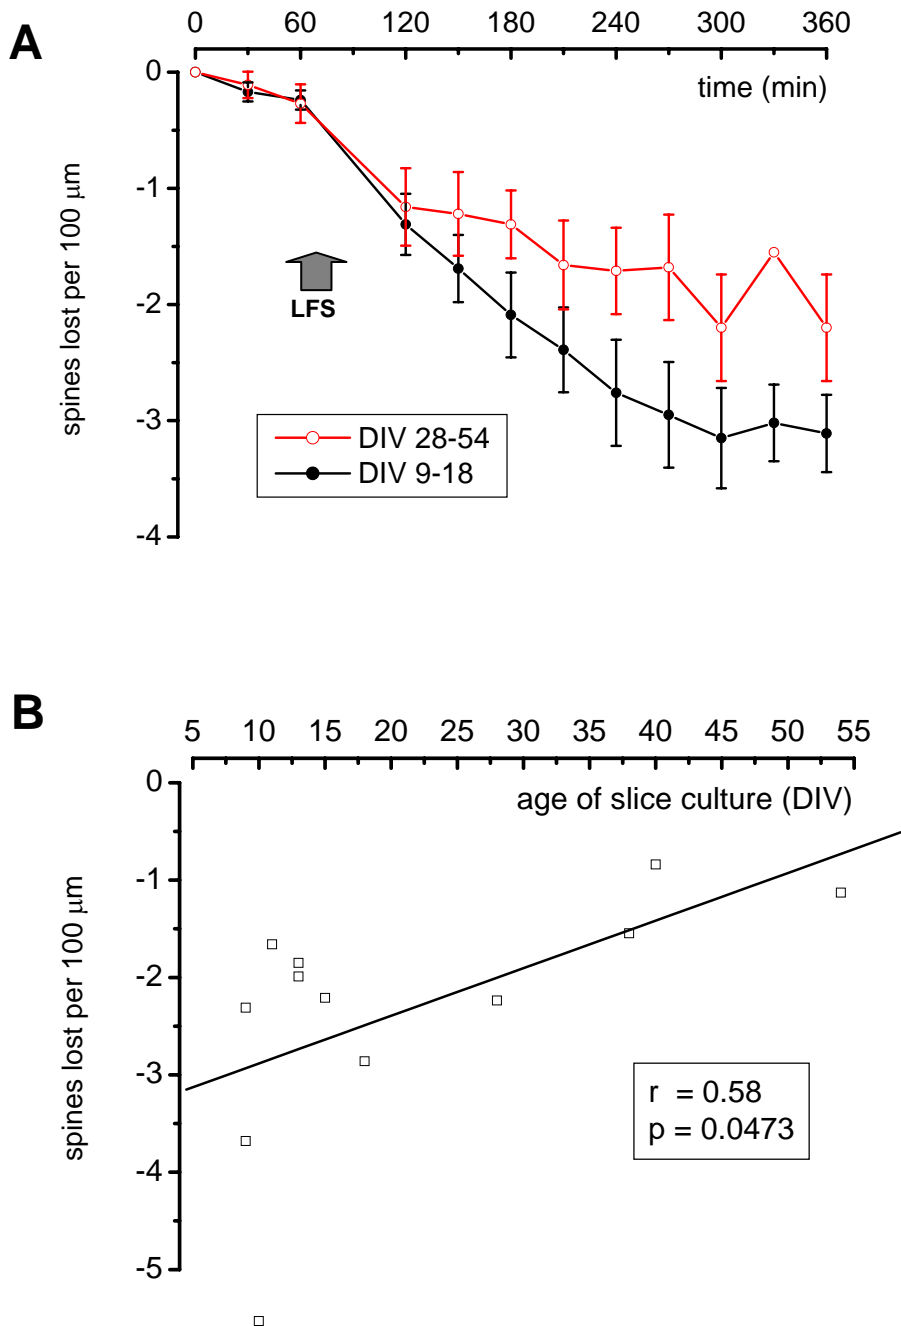 A
0 60 120 180 240 300 360
time (min)
0
-1
-2
-3
-4
spines lost per 100 µm
LFS
DIV 28-54
DIV 9-18
B
5 10 15 20 25 30 35 40 45 50 55
age of slice culture (DIV)
0
-1
-2
-3
-4
-5
spines lost per 100 µm
r = 0.58
p = 0.0473